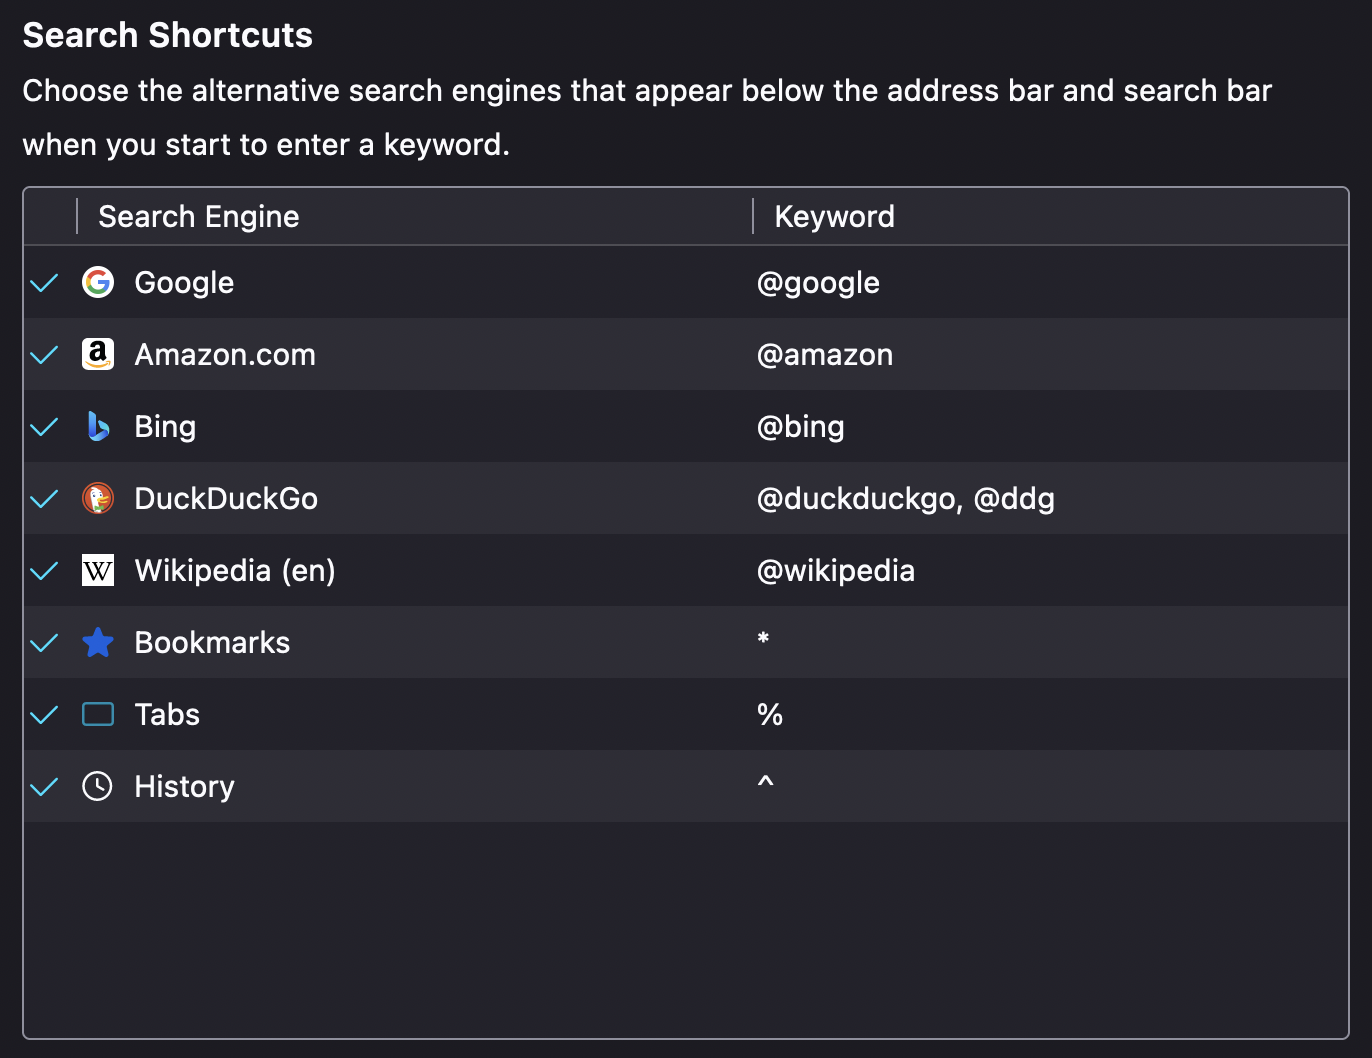 Search Shortcuts
Choose the alternative search engines that appear below the address bar and search bar
when you start to enter a keyword.
Search Engine Keyword
Google @google
Amazon.com @amazon
Bing @bing
DuckDuckGo @duckduckgo, @ddg
Wikipedia (en) @wikipedia
Bookmarks *
Tabs %
History ^